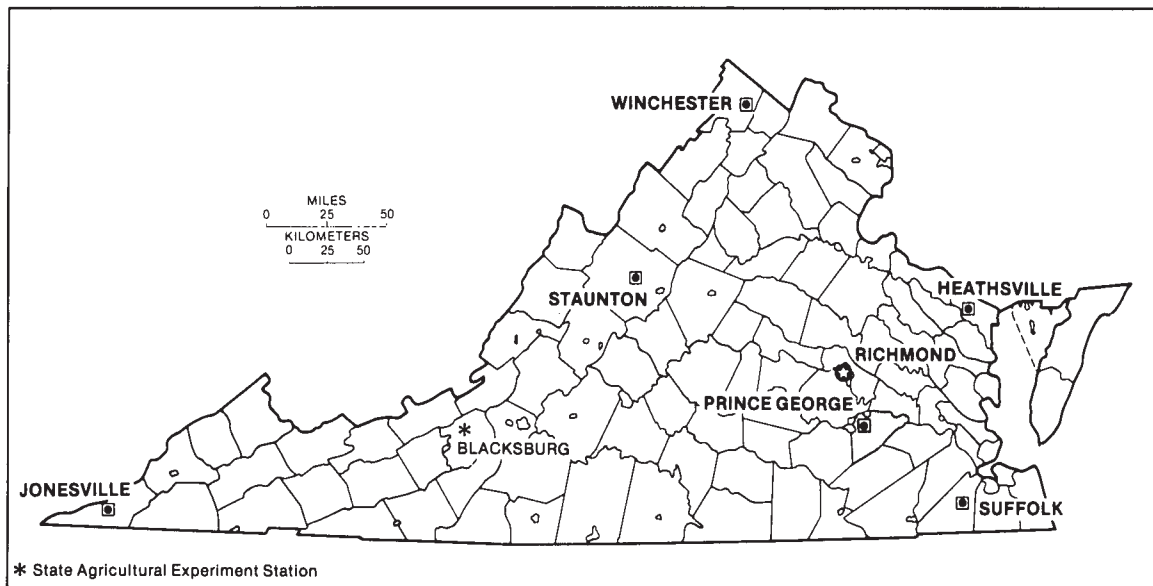 WINCHESTER
MILES
0 25 50
KILOMETERS
0 25 50
STAUNTON
HEATHSVILLE
RICHMOND
PRINCE GEORGE
BLACKSBURG
JONESVILLE
SUFFOLK
* State Agricultural Experiment Station